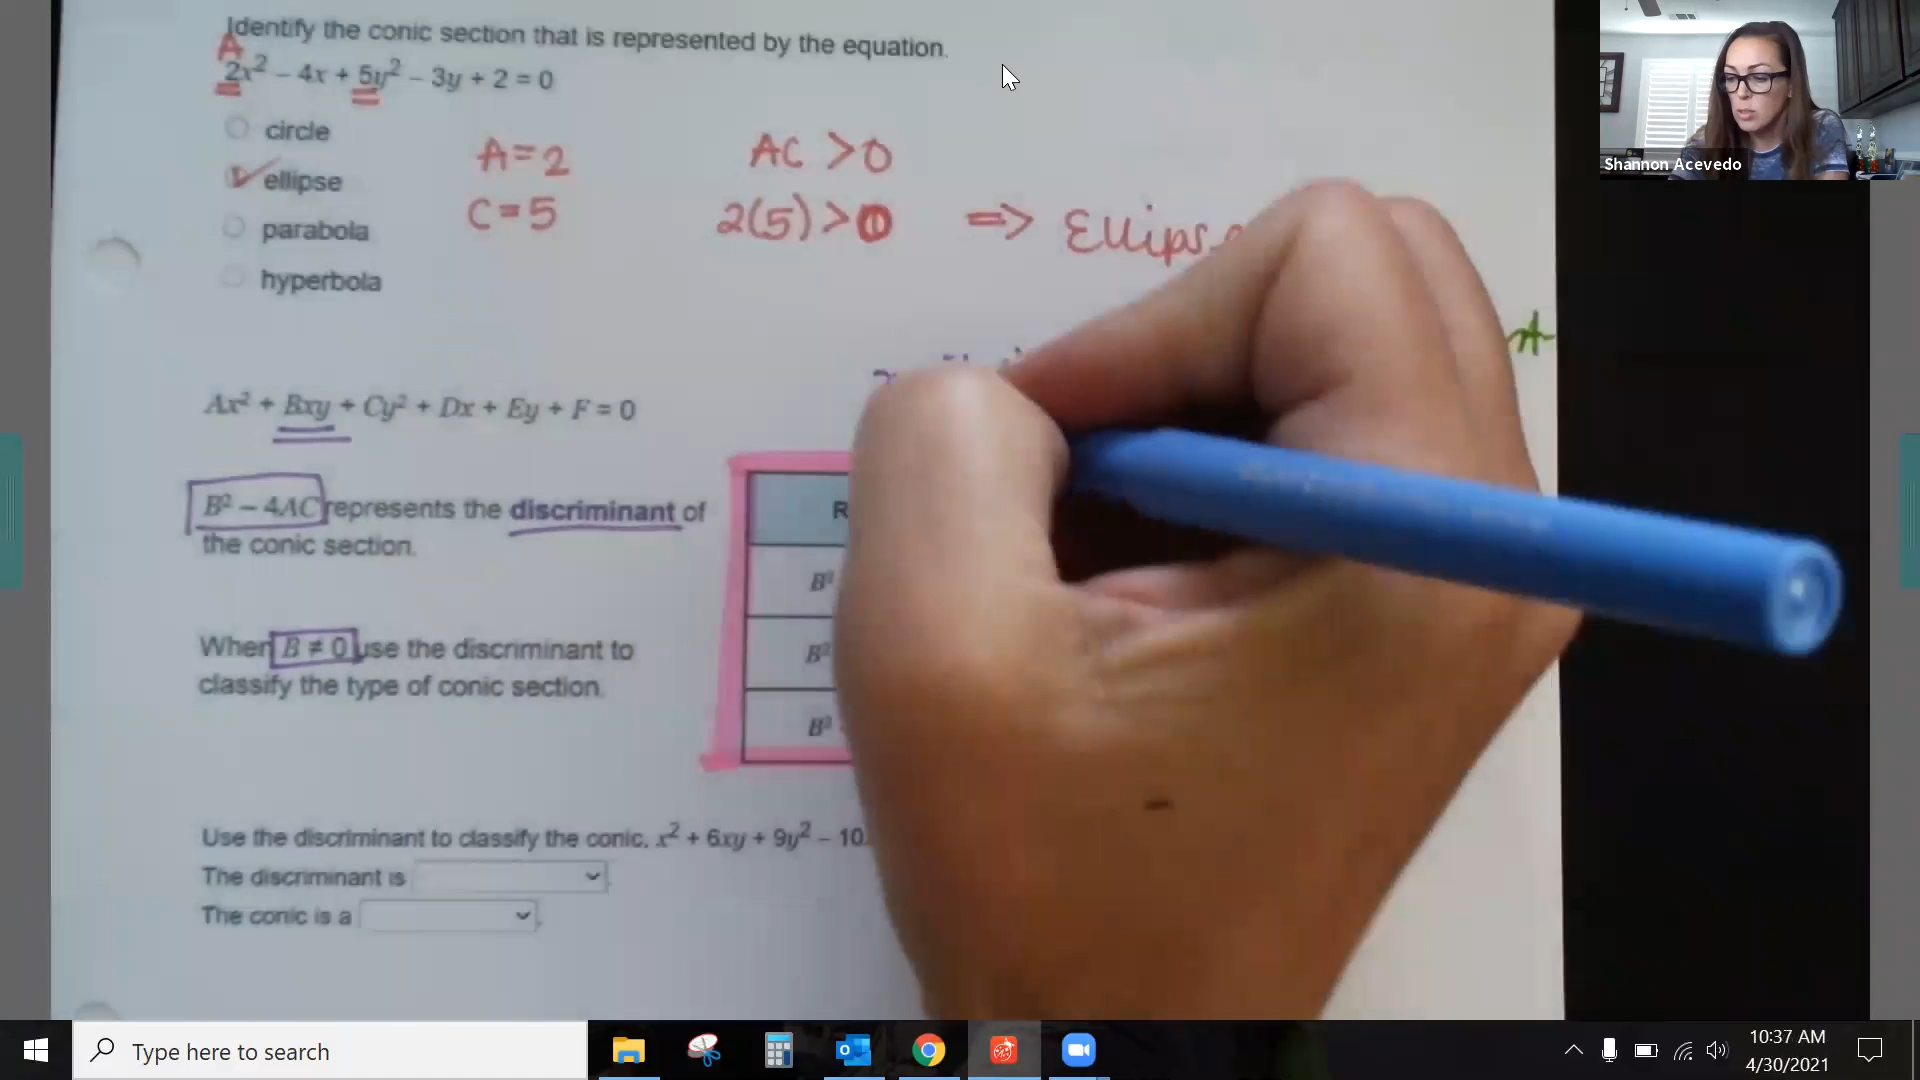 Identify the conic section that is represented by the equation.
A
2x² – 4x + 5y² – 3y + 2 = 0
circle
ellipse
parabola
hyperbola
A = 2
C = 5
AC > 0
2(5) > 0
=> Ellipse
Ax² + Bxy + Cy² + Dx + Ey + F = 0
B² – 4AC represents the discriminant of
the conic section.
When B ≠ 0 use the discriminant to
classify the type of conic section.
R
B²
B²
B²
Use the discriminant to classify the conic, x² + 6xy + 9y² – 10
The discriminant is
The conic is a
Shannon Acevedo
Type here to search
10:37 AM
4/30/2021